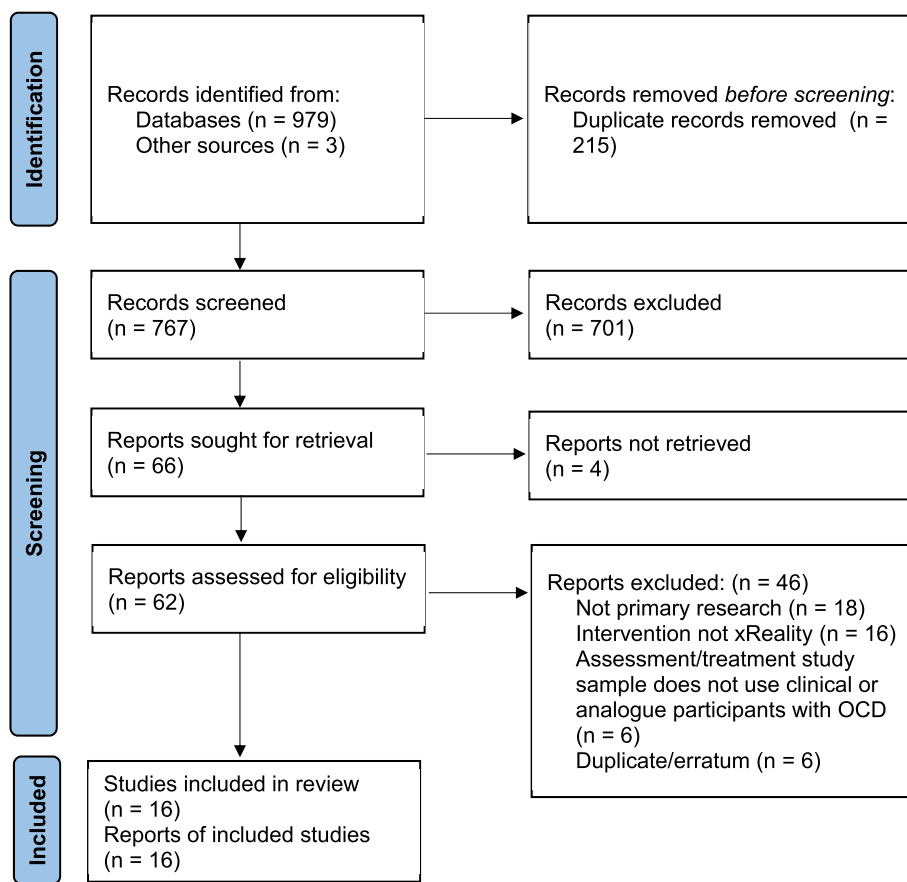 Identification
Records identified from:
Databases (n = 979)
Other sources (n = 3)
Records removed before screening:
Duplicate records removed (n =
215)
Screening
Records screened
(n = 767)
Records excluded
(n = 701)
Reports sought for retrieval
(n = 66)
Reports not retrieved
(n = 4)
Reports assessed for eligibility
(n = 62)
Reports excluded: (n = 46)
Not primary research (n = 18)
Intervention not xReality (n = 16)
Assessment/treatment study
sample does not use clinical or
analogue participants with OCD
(n = 6)
Duplicate/erratum (n = 6)
Included
Studies included in review
(n = 16)
Reports of included studies
(n = 16)